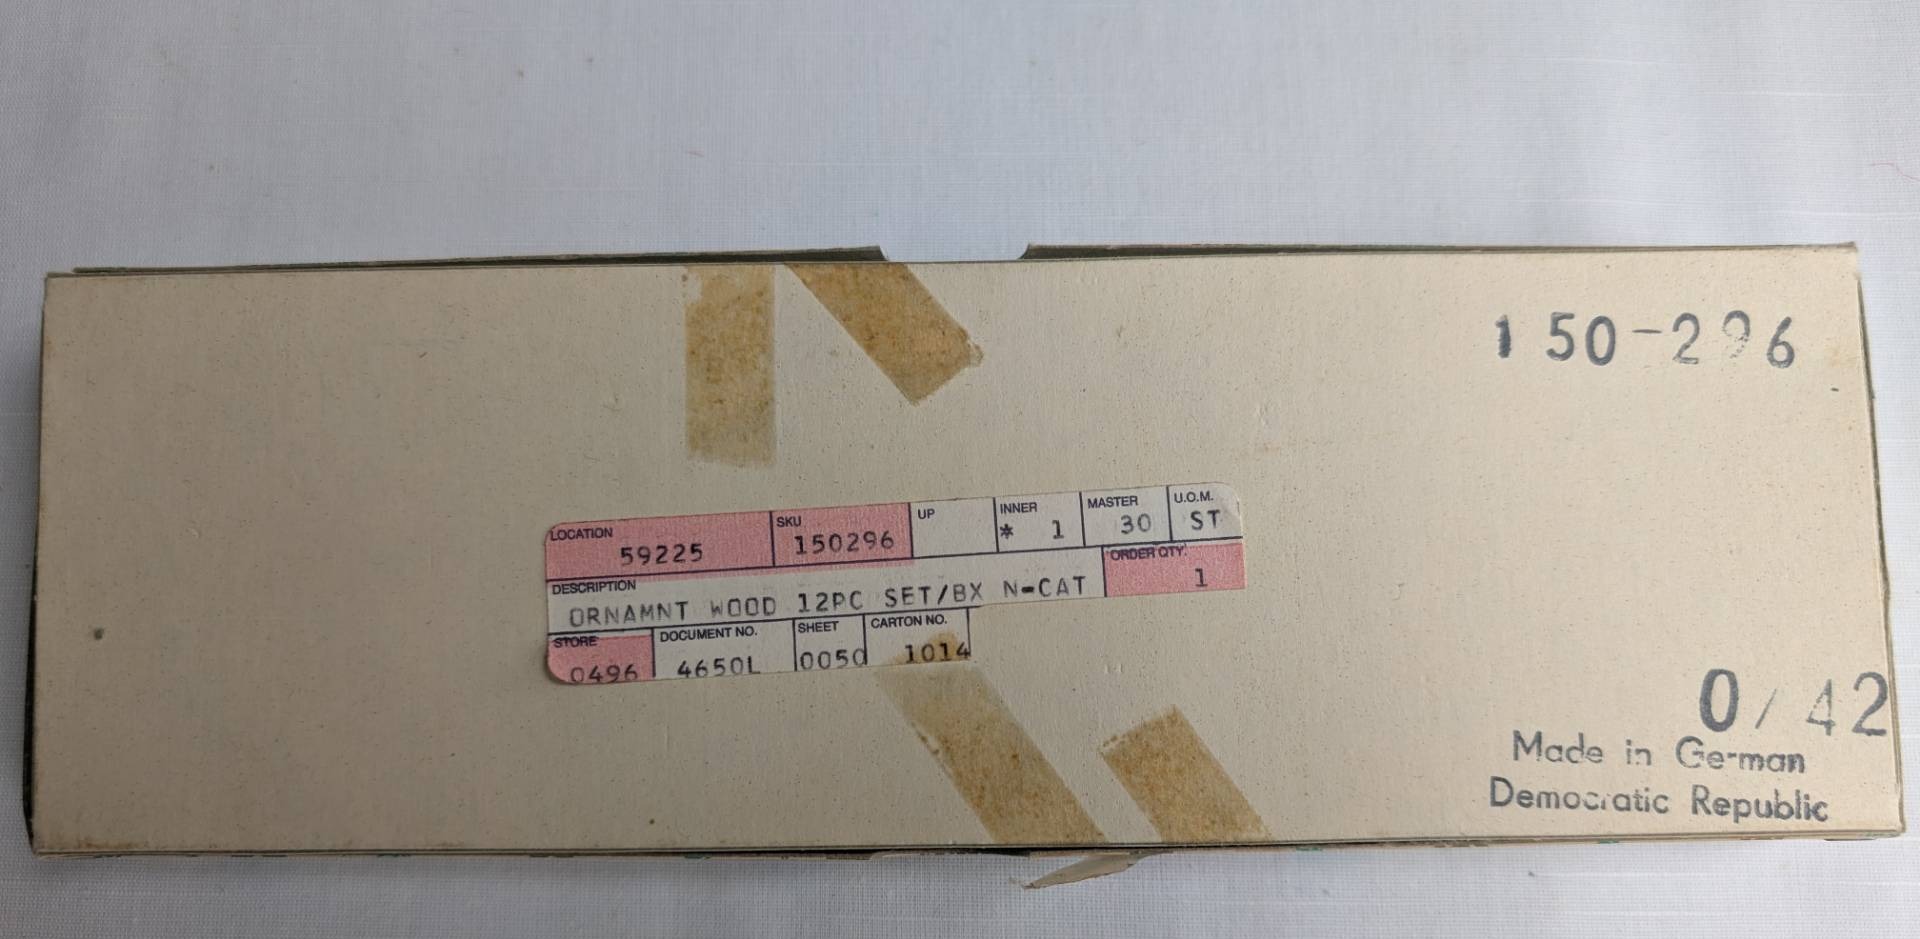 150-296
LOCATION SKU UP INNER MASTER U.O.M.
59225 150296 * 1 30 ST
DESCRIPTION ORDER QTY.
ORNAMNT WOOD 12PC SET/BX N-CAT 1
STORE DOCUMENT NO. SHEET CARTON NO.
0496 4650L 0050 1014
0/42
Made in German
Democratic Republic